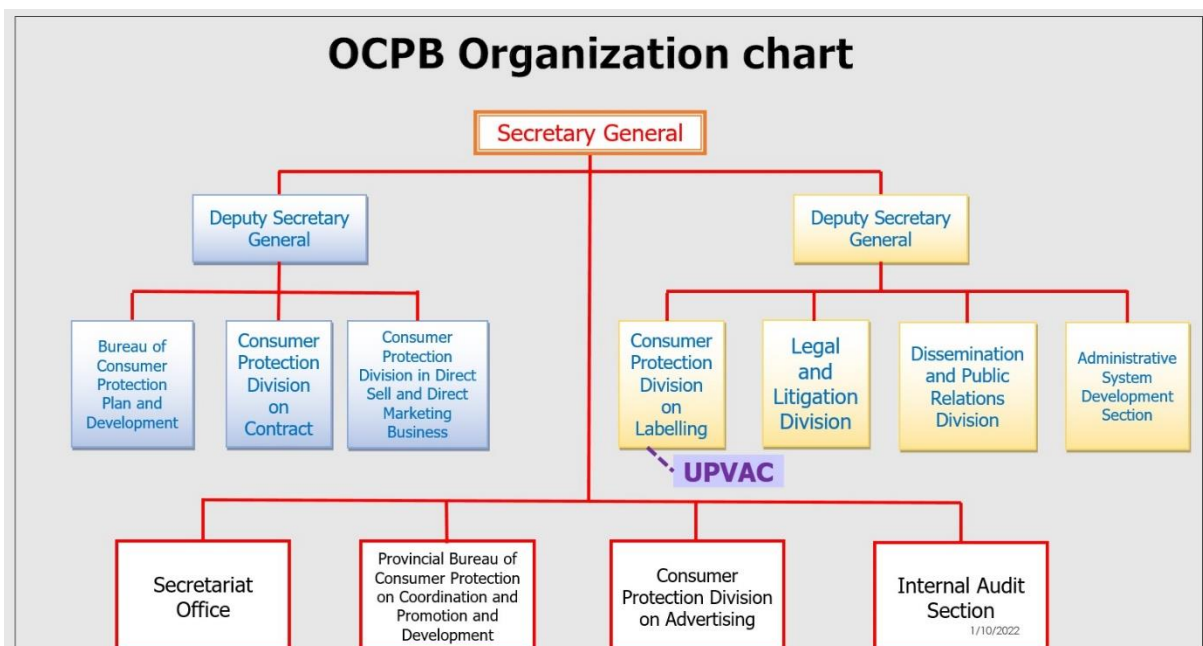 OCPB Organization chart
Secretary General
Deputy Secretary
General
Deputy Secretary
General
Bureau of
Consumer
Protection
Plan and
Development
Consumer
Protection
Division
on
Contract
Consumer
Protection
Division in Direct
Sell and Direct
Marketing
Business
Consumer
Protection
Division
on
Labelling
Legal
and
Litigation
Division
Dissemination
and Public
Relations
Division
Administrative
System
Development
Section
UPVAC
Secretariat
Office
Provincial Bureau of
Consumer Protection
on Coordination and
Promotion and
Development
Consumer
Protection Division
on Advertising
Internal Audit
Section
1/10/2022